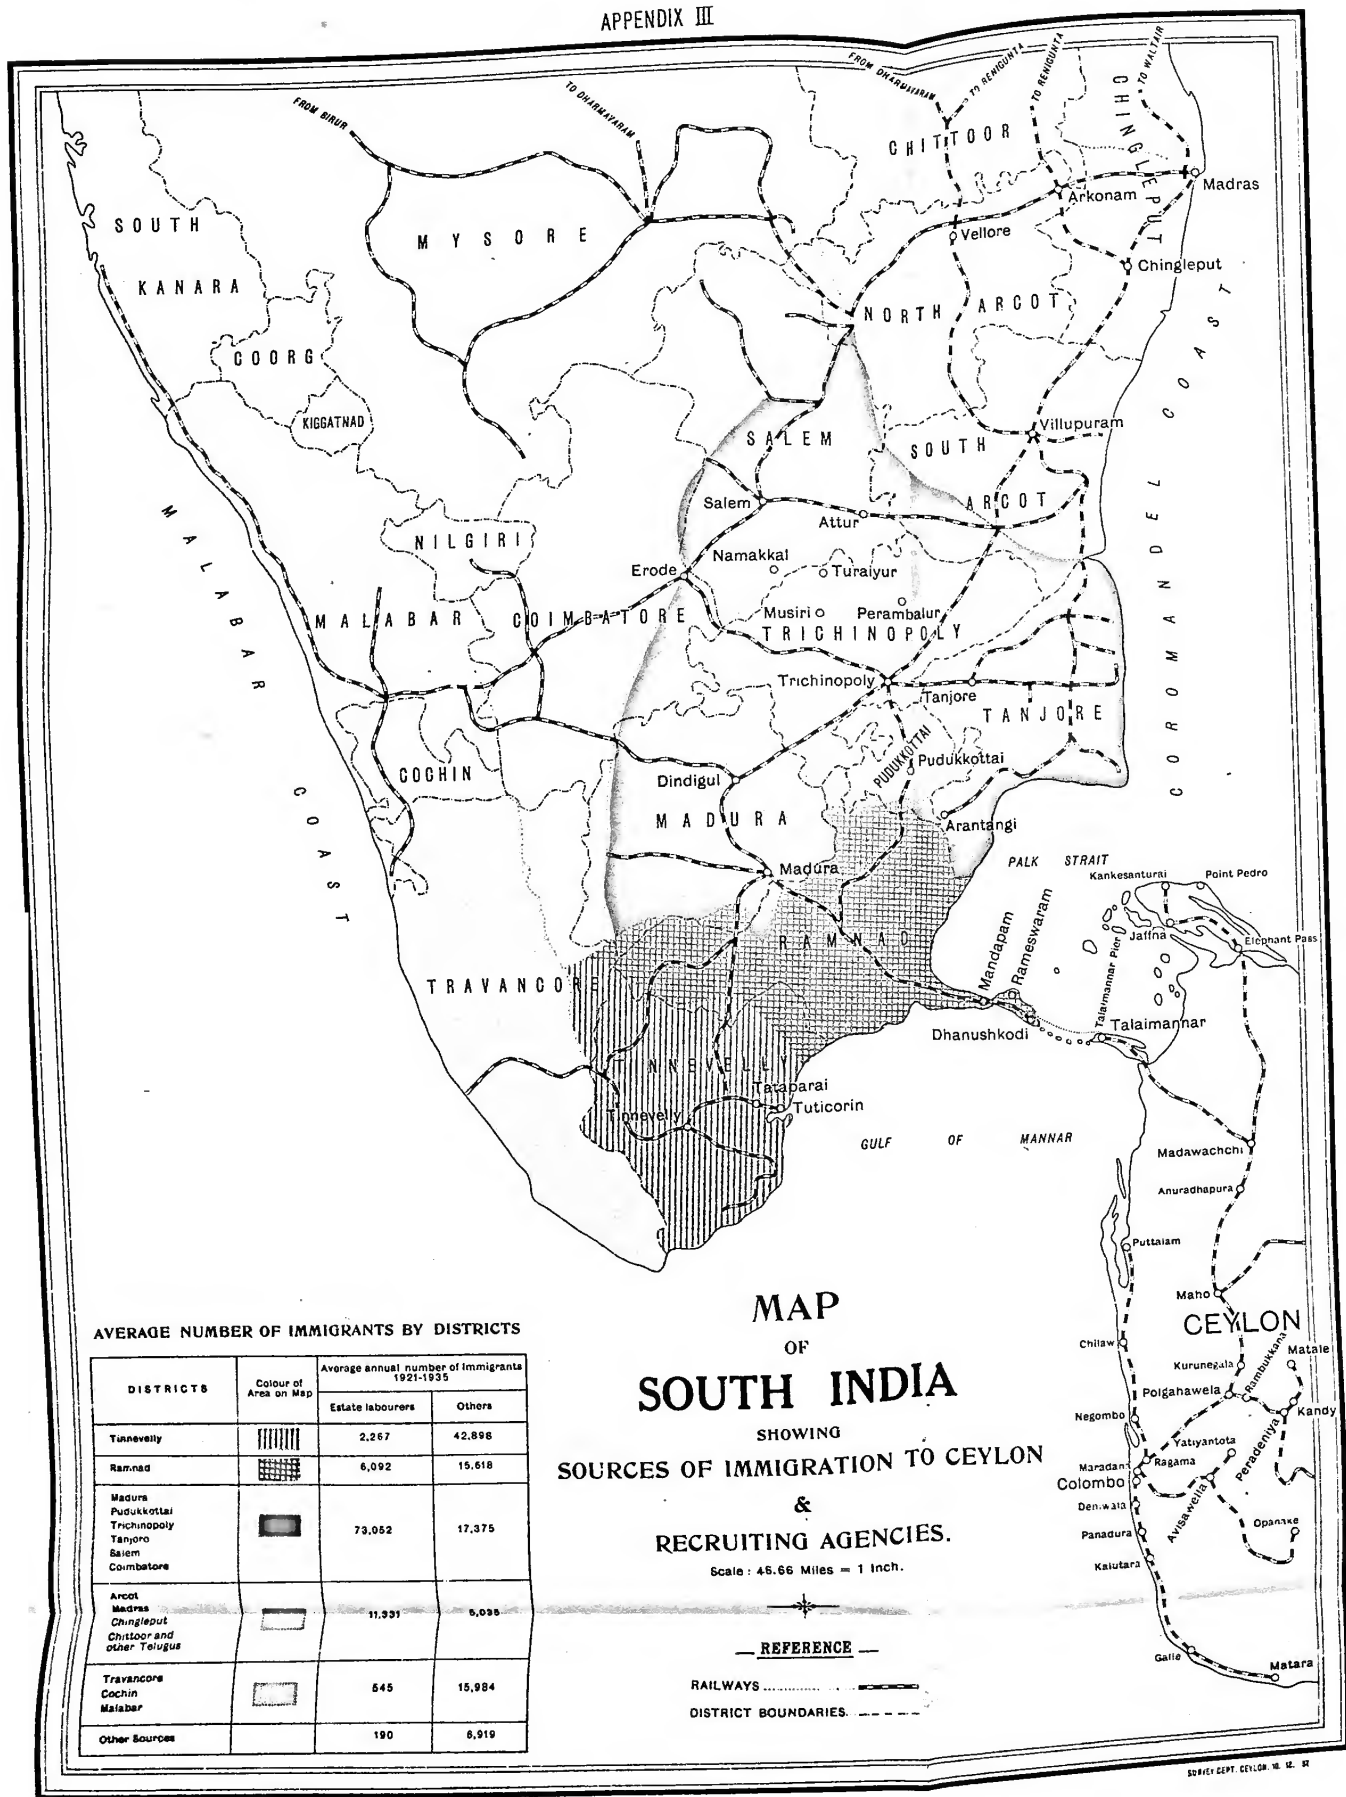 APPENDIX III
FROM BIRUR
TO DHARMAVARAM
FROM DHARMAVARAM
TO RENIGUNTA
TO RENIGUNTA
TO WALTAIR
CHITTOOR
CHINGLEPUT
Madras
Arkonam
SOUTH
KANARA
MYSORE
Vellore
Chingleput
NORTH ARCOT
COORG
KIGGATNAD
COROMANDEL COAST
Villupuram
SALEM
SOUTH
ARCOT
Salem
Attur
NILGIRI
Namakkal
Erode
Turaiyur
MALABAR COAST
MALABAR
COIMBATORE
Musiri
Perambalur
TRICHINOPOLY
Trichinopoly
Tanjore
TANJORE
COCHIN
PUDUKKOTTAI
Pudukkottai
Dindigul
MADURA
Arantangi
Madura
PALK STRAIT
Kankesanturai
Point Pedro
Jaffna
Elephant Pass
RAMNAD
Mandapam
Rameswaram
Talaimannar Pier
TRAVANCORE
Dhanushkodi
Talaimannar
TINNEVELLY
Tataparai
Tuticorin
Tinnevelly
GULF OF MANNAR
Madawachchi
Anuradhapura
Puttalam
Maho
CEYLON
Chilaw
Kurunegala
Rambukkana
Matale
Polgahawela
Kandy
Negombo
Peradeniya
Yatiyantota
Ragama
Maradana
Colombo
Avisawella
Panadura
Opanake
Kalutara
Galle
Matara
MAP
OF
SOUTH INDIA
SHOWING
SOURCES OF IMMIGRATION TO CEYLON
&
RECRUITING AGENCIES.
Scale : 46.66 Miles = 1 Inch.
REFERENCE
RAILWAYS
DISTRICT BOUNDARIES
AVERAGE NUMBER OF IMMIGRANTS BY DISTRICTS
DISTRICTS
Colour of
Area on Map
Average annual number of Immigrants
1921-1935
Estate labourers Others
Tinnevelly 2,267 42,898
Ramnad 6,092 15,618
Madura
Pudukkottai
Trichinopoly 73,052 17,375
Tanjore
Salem
Coimbatore
Arcot
Madras 11,331
Chingleput
Chittoor and
other Telugus
Travancore
Cochin 545 15,984
Malabar
Other Sources 190 6,919
SURVEY DEPT. CEYLON. 10. 12.